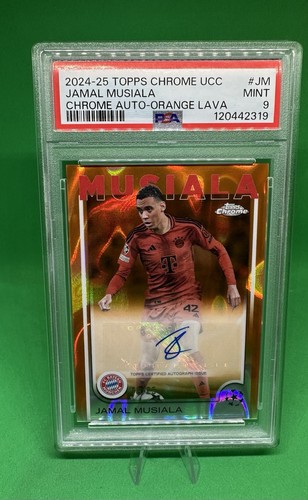 2024-25 TOPPS CHROME UCC #JM
JAMAL MUSIALA MINT
CHROME AUTO-ORANGE LAVA 9
PSA 120442319
MUSIALA
Topps
Chrome
T
42
TOPPS CERTIFIED AUTOGRAPH ISSUE
JAMAL MUSIALA